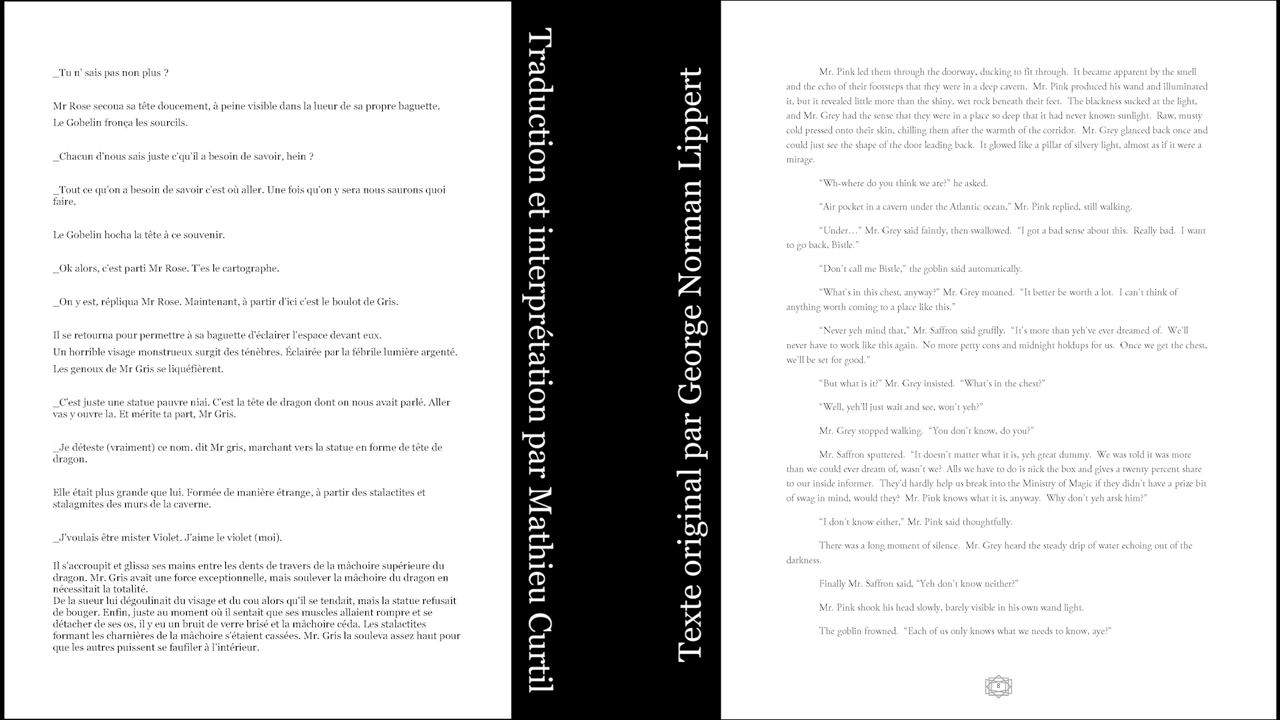 _Tu n' sais pas non plus ?
Mr Rose secoua sa tête doucement, à peine visible dans la lueur de sa propre baguette.
Le Gobelin fronça les sourcils.
_Chacun d'nous sais juste c'qu'il a besoin de savoir, hein ?
_Tout ce qu'on a besoin de savoir c'est où aller. Une fois qu'on y sera nous saurons quoi
faire.
Le Gobelin hocha la tête à ce souvenir.
_Ok alors, c'est parti Mr Rose. T'es le cartographe.
_On y est, répliqua Mr Rose. Maintenant, à partir d'ici c'est le boulot de Gris.
Il se retourna pour permettre à sa baguette d'éclairer l'espace devant eux.
Un horrible visage monstrueux surgit des ténèbres, Éclairée par la fébrile lumière argenté.
Les genoux de Mr Gris se liquéfièrent.
_C'est juste une statue pauvre niai. C'est la tête de dragon dont on nous avait parlé. Aller
vas y ouvre la. Et mérite ta part, Mr Gris.
_Je déteste (vraiment) ce nom. dit Mr gris, marchant vers la statue en forme de tête de
dragon.
Elle était plus grande que lui. Formée de manière étrange, à partir des stalactites et
stalagmites des murs de la caverne.
_J'voulais être mister Violet. J'aime le violet (moi).
Il s'accroupit et glissa ses mains entre les dents de travers de la mâchoire supérieure du
dragon. Mr. Gris avait une force exceptionnelle, mais soulever la mâchoire du dragon en
nécessitait la totalité.
De la sueur lui dégoulinait du visage et du cou alors qu'il se tendait, mais la statue refusait
de bouger. Enfin, juste au moment où il sentait que ses muscles allaient rompre et se
détacher de ses os, il y eu un bruit de verre brisé et la mâchoire céda. Les stalactites
formant les charnières de la mâchoire s'étaient cassées. Mr. Gris la souleva assez haut pour
que les autres puissent se faufiler à l'intérieur.
Traduction et interprétation par Mathieu Curtil
Texte original par George Norman Lippert
Mr. Pink led them through the doorway, ducking to fit through. It became apparent by the smell
and the echo of their footsteps that they were in a deep cavern. Mr. Pink produced his wand and illuminated
it, but it revealed little more than the shiny, wet rock beneath their feet. The blackness sucked at the light,
and Mr. Grey had the sense that they were in a place so deep that it had never known sunlight. Raw, musty
cold pressed onto their skin, chilling them after the warmth of the corridor. Mr. Grey glanced back once and
could just see the shape of the door leading back. It glowed like a pillar of silvery light, almost as if it were a
mirage.
“Wh-where do you think we are?” he asked.
“Air pocket in a cavern under the Atlantic ocean,” Mr. Pink replied, still walking.
“Under…” Mr. Grey said faintly, then swallowed. “I got a bad sense about this. Really bad. I want
to go back, Bistle.”
“Don't call me Bistle,” the goblin said automatically.
“What's in this chest, anyway?” Mr. Grey moaned. “It better be worth a lot. I can't think of
anything worth coming to a place like this.”
“Never yeh mind that,” Mr. Saffron said gruffly. “It's more than yeh've ever dreamed of. We'll
never have to work like this again. No more petty cons and midnight holdups for us. Once we get the chest,
we'll be set for good.”
“But what is it?” Mr. Grey insisted. “What's in the chest?”
“Well, yeh'll just wait and see, won't yeh?”
Mr. Grey stopped walking. “You don't know, do you?”
Mr. Saffron sputtered. “It doesn't matter what it is, yeh great dummy. We was told it was more
than we could ever dream of, wasn't we? Alls we have to do is nick the box and give a twenty percent share
to our inside informer. They'd hardly help us break into the Ministry of Magic if they didn't have a prize bit
of swag in mind, would they? Mr. Pink knows what it is, anyway. Why don't yeh arsk him?”
“I don't know either,” Mr. Pink said thoughtfully.
There was a long moment of silence. Mr. Grey heard the steady drip of water echoing out of the
darkness.
Finally Mr. Saffron said, “Yeh don't know neither?”
Mr. Pink shook his head slowly, barely visible in his own wand light.
The goblin frowned. “Each of us only knows what we needs to know, aye?”
8